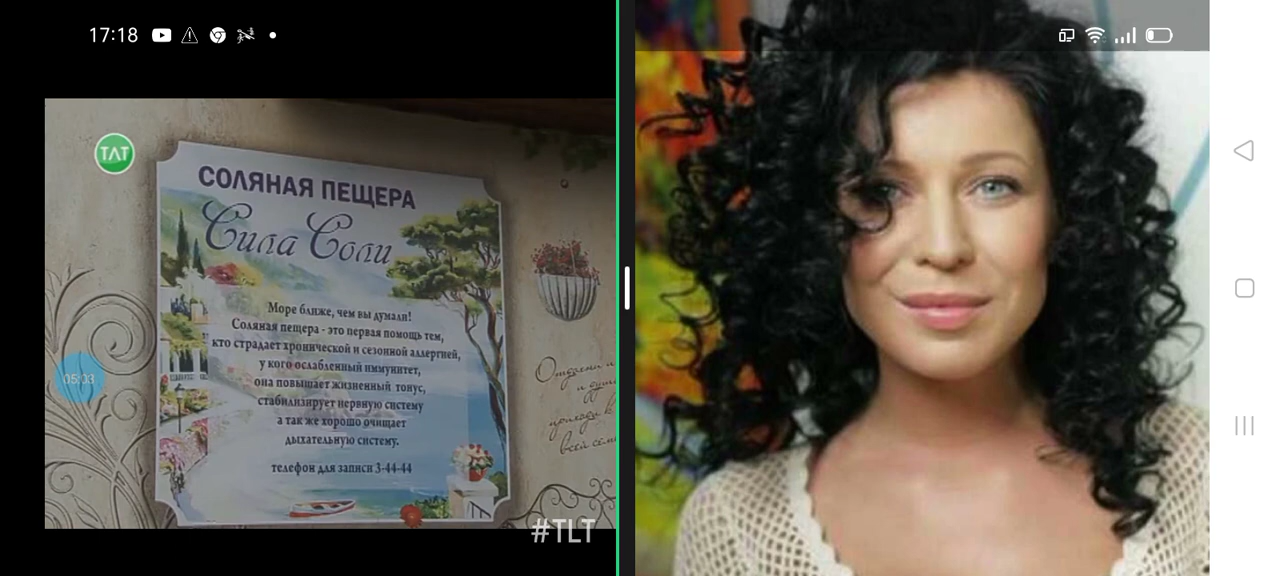 17:18
TΛT
СОЛЯНАЯ ПЕЩЕРА
Сила Соли
Море ближе, чем вы думали!
Соляная пещера - это первая помощь тем,
кто страдает хронической и сезонной аллергией,
у кого ослабленный иммунитет,
она повышает жизненный тонус,
стабилизирует нервную систему
а так же хорошо очищает
дыхательную систему.
телефон для записи 3-44-44
05:03
#TLT